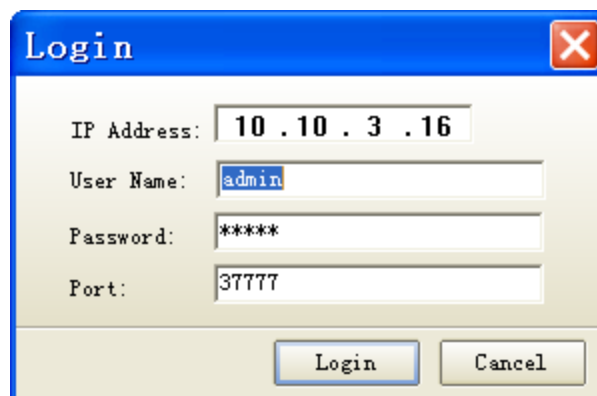 Login
IP Address: 10 .10 . 3 .16
User Name: admin
Password: *****
Port: 37777
Login Cancel